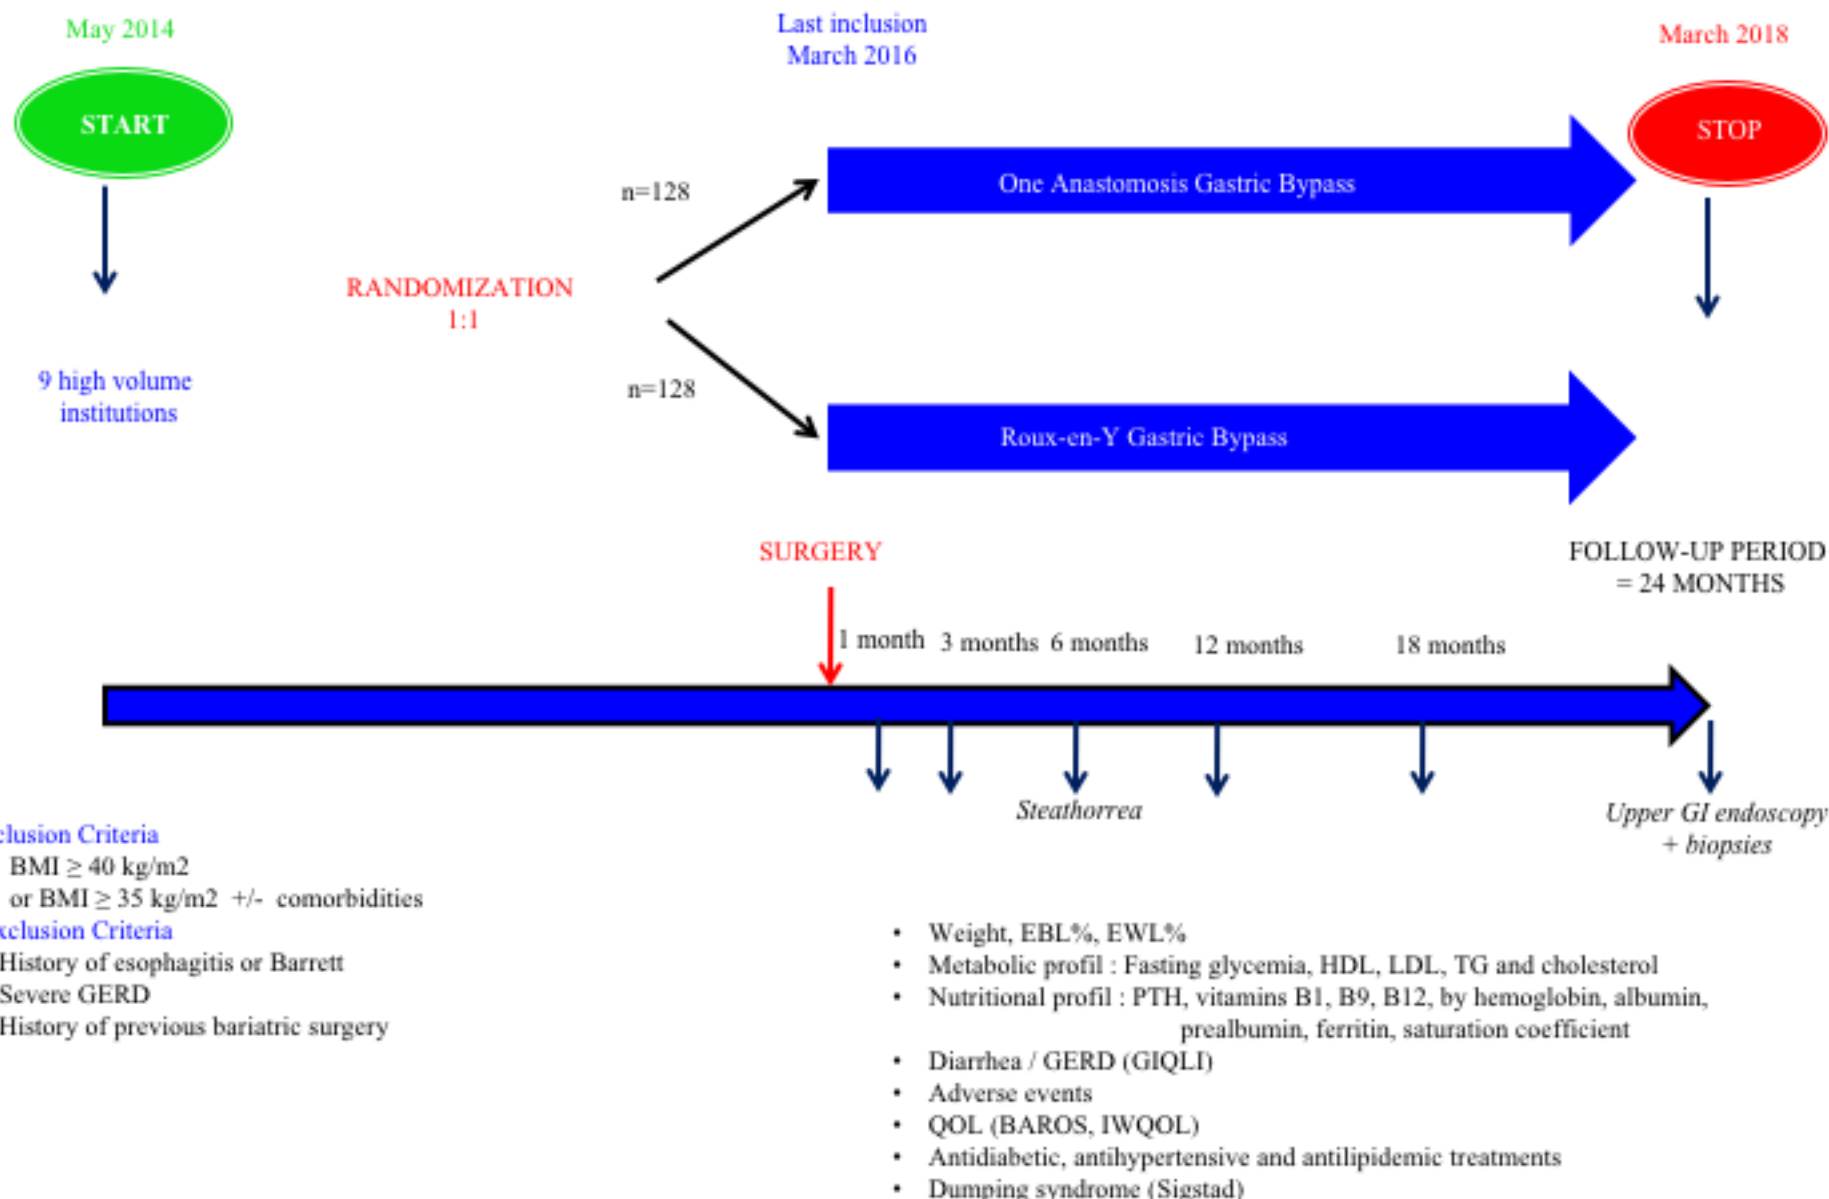 May 2014
Last inclusion
March 2016
March 2018
START
STOP
One Anastomosis Gastric Bypass
n=128
RANDOMIZATION
1:1
n=128
9 high volume
institutions
Roux-en-Y Gastric Bypass
SURGERY
FOLLOW-UP PERIOD
= 24 MONTHS
1 month 3 months 6 months 12 months 18 months
Steathorrea
Upper GI endoscopy
+ biopsies
clusion Criteria
BMI ≥ 40 kg/m2
or BMI ≥ 35 kg/m2 +/- comorbidities
xclusion Criteria
History of esophagitis or Barrett
Severe GERD
History of previous bariatric surgery
• Weight, EBL%, EWL%
• Metabolic profil : Fasting glycemia, HDL, LDL, TG and cholesterol
• Nutritional profil : PTH, vitamins B1, B9, B12, by hemoglobin, albumin,
prealbumin, ferritin, saturation coefficient
• Diarrhea / GERD (GIQLI)
• Adverse events
• QOL (BAROS, IWQOL)
• Antidiabetic, antihypertensive and antilipidemic treatments
• Dumping syndrome (Sigstad)